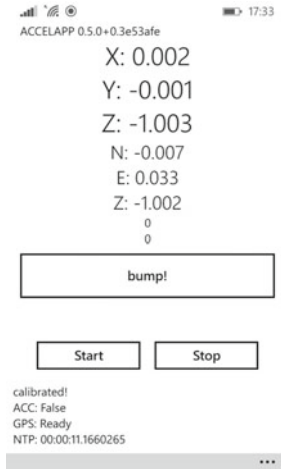 17:33
ACCELAPP 0.5.0+0.3e53afe
X: 0.002
Y: -0.001
Z: -1.003
N: -0.007
E: 0.033
Z: -1.002
0
0
bump!
Start Stop
calibrated!
ACC: False
GPS: Ready
NTP: 00:00:11.1660265